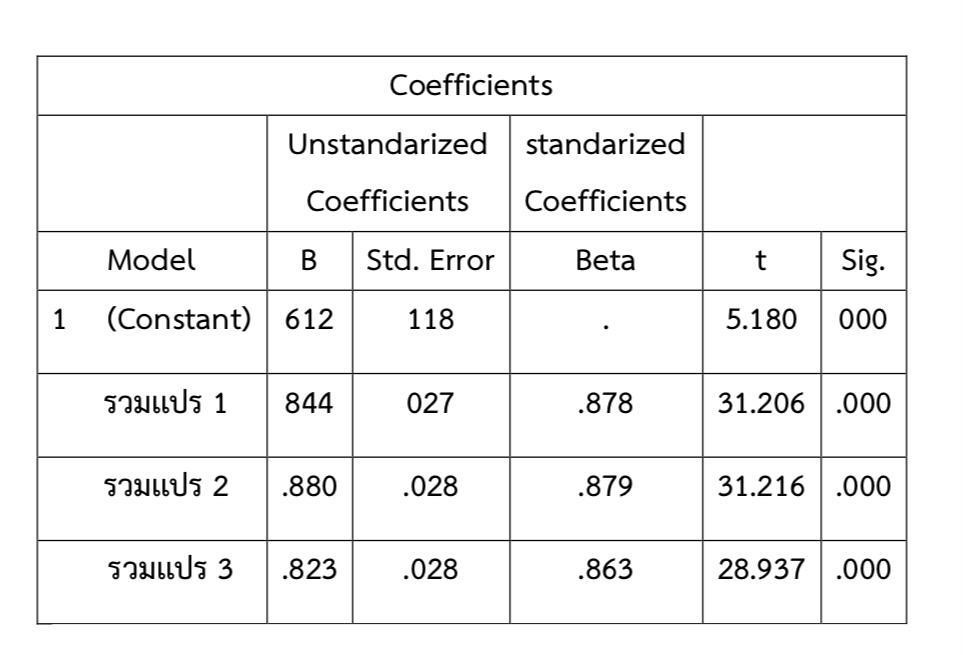 Coefficients
Unstandarized Coefficients standarized Coefficients
Model B Std. Error Beta t Sig.
1 (Constant) 612 118 . 5.180 000
รวมแปร 1 844 027 .878 31.206 .000
รวมแปร 2 .880 .028 .879 31.216 .000
รวมแปร 3 .823 .028 .863 28.937 .000